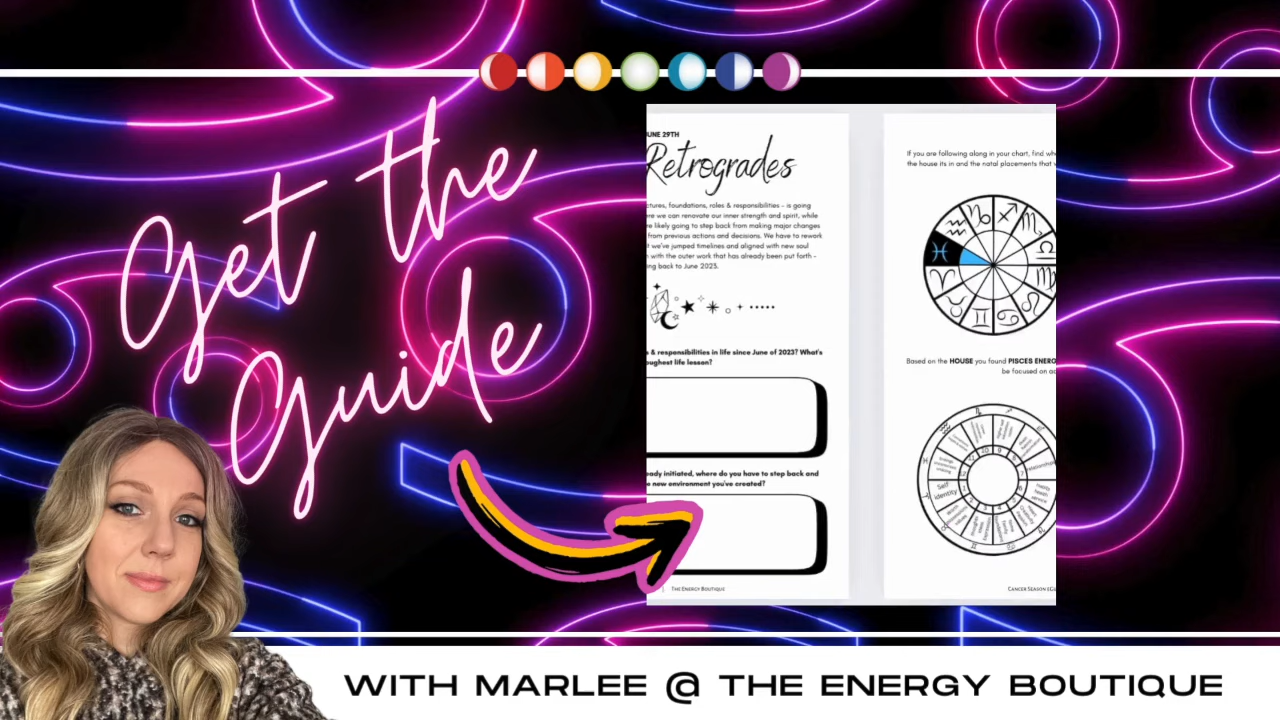 Get the
Guide
JUNE 29TH
Retrogrades
ctures, foundations, roles & responsibilities - is going
re we can renovate our inner strength and spirit, while
re likely going to step back from making major changes
from previous actions and decisions. We have to rework
t we've jumped timelines and aligned with new soul
with the outer work that has already been put forth -
ing back to June 2023.
s & responsibilities in life since June of 2023? What's
oughest life lesson?
eady initiated, where do you have to step back and
e new environment you've created?
THE ENERGY BOUTIQUE
If you are following along in your chart, find wh
the house its in and the natal placements that
Based on the HOUSE you found PISCES ENERG
be focused on
relationship
Self
Identity
CANCER SEASON EGU
WITH MARLEE @ THE ENERGY BOUTIQUE